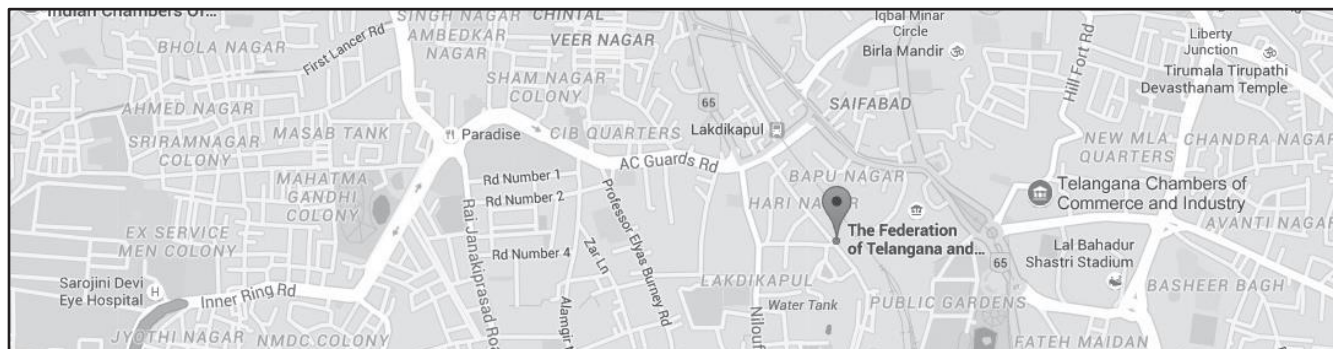 Indian Chambers Of...
SINGH NAGAR
AMBEDKAR
NAGAR
CHINTAL
VEER NAGAR
Iqbal Minar
Circle
Birla Mandir
Hill Fort Rd
Liberty
Junction
Tirumala Tirupathi
Devasthanam Temple
BHOLA NAGAR
First Lancer Rd
SHAM NAGAR
COLONY
65
SAIFABAD
AHMED NAGAR
SRIRAMNAGAR
COLONY
MASAB TANK
Paradise
CIB QUARTERS
Lakdikapul
NEW MLA
QUARTERS
CHANDRA NAGAR
AC Guards Rd
MAHATMA
GANDHI
COLONY
Rd Number 1
Rd Number 2
BAPU NAGAR
Telangana Chambers of
Commerce and Industry
HARI NAGAR
AVANTI NAGAR
EX SERVICE
MEN COLONY
Raj Janakiprasad Road
Rd Number 4
Zar Ln
Professor Elyas Burney Rd
The Federation
of Telangana and...
Lal Bahadur
Shastri Stadium
65
Sarojini Devi
Eye Hospital
H
Inner Ring Rd
LAKDIKAPUL
Water Tank
PUBLIC GARDENS
BASHEER BAGH
JYOTHI NAGAR
NMDC COLONY
Alamgir
Nilouf
FATEH MAIDAN